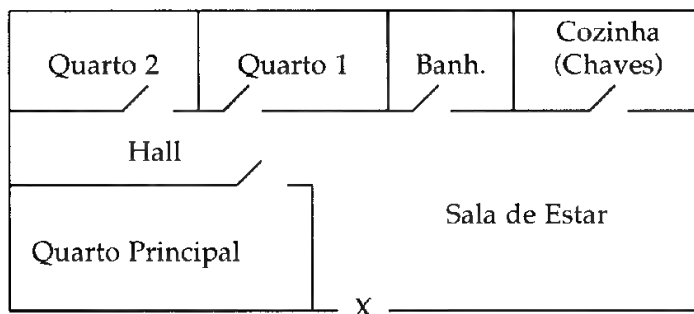 Quarto 2
Quarto 1
Banh.
Cozinha
(Chaves)
Hall
Sala de Estar
Quarto Principal
X